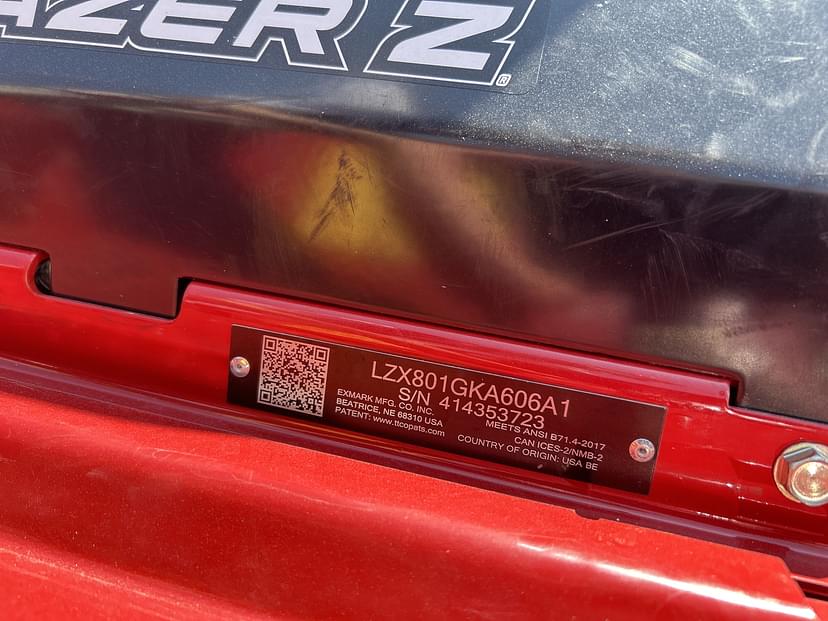 AZER Z®
LZX801GKA606A1
S/N 414353723
EXMARK MFG. CO. INC.
BEATRICE, NE 68310 USA
PATENT: www.ttcopats.com
MEETS ANSI B71.4-2017
CAN ICES-2/NMB-2
COUNTRY OF ORIGIN: USA BE